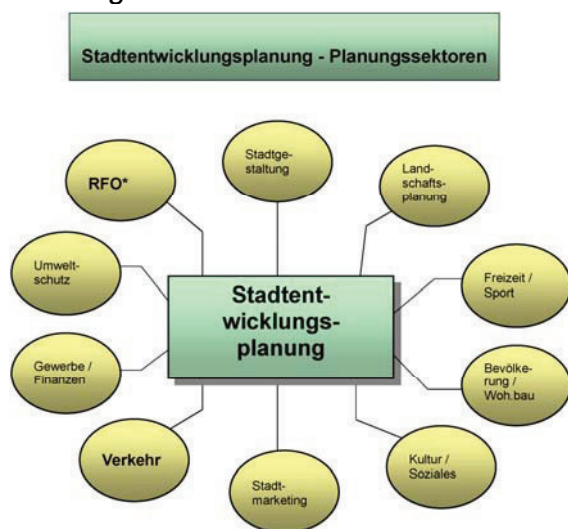 Stadtentwicklungsplanung - Planungssektoren
RFO*
Stadtge-
staltung
Land-
schafts-
planung
Umwelt-
schutz
Freizeit /
Sport
Stadtent-
wicklungs-
planung
Gewerbe /
Finanzen
Bevölke-
rung /
Woh.bau
Verkehr
Stadt-
marketing
Kultur /
Soziales